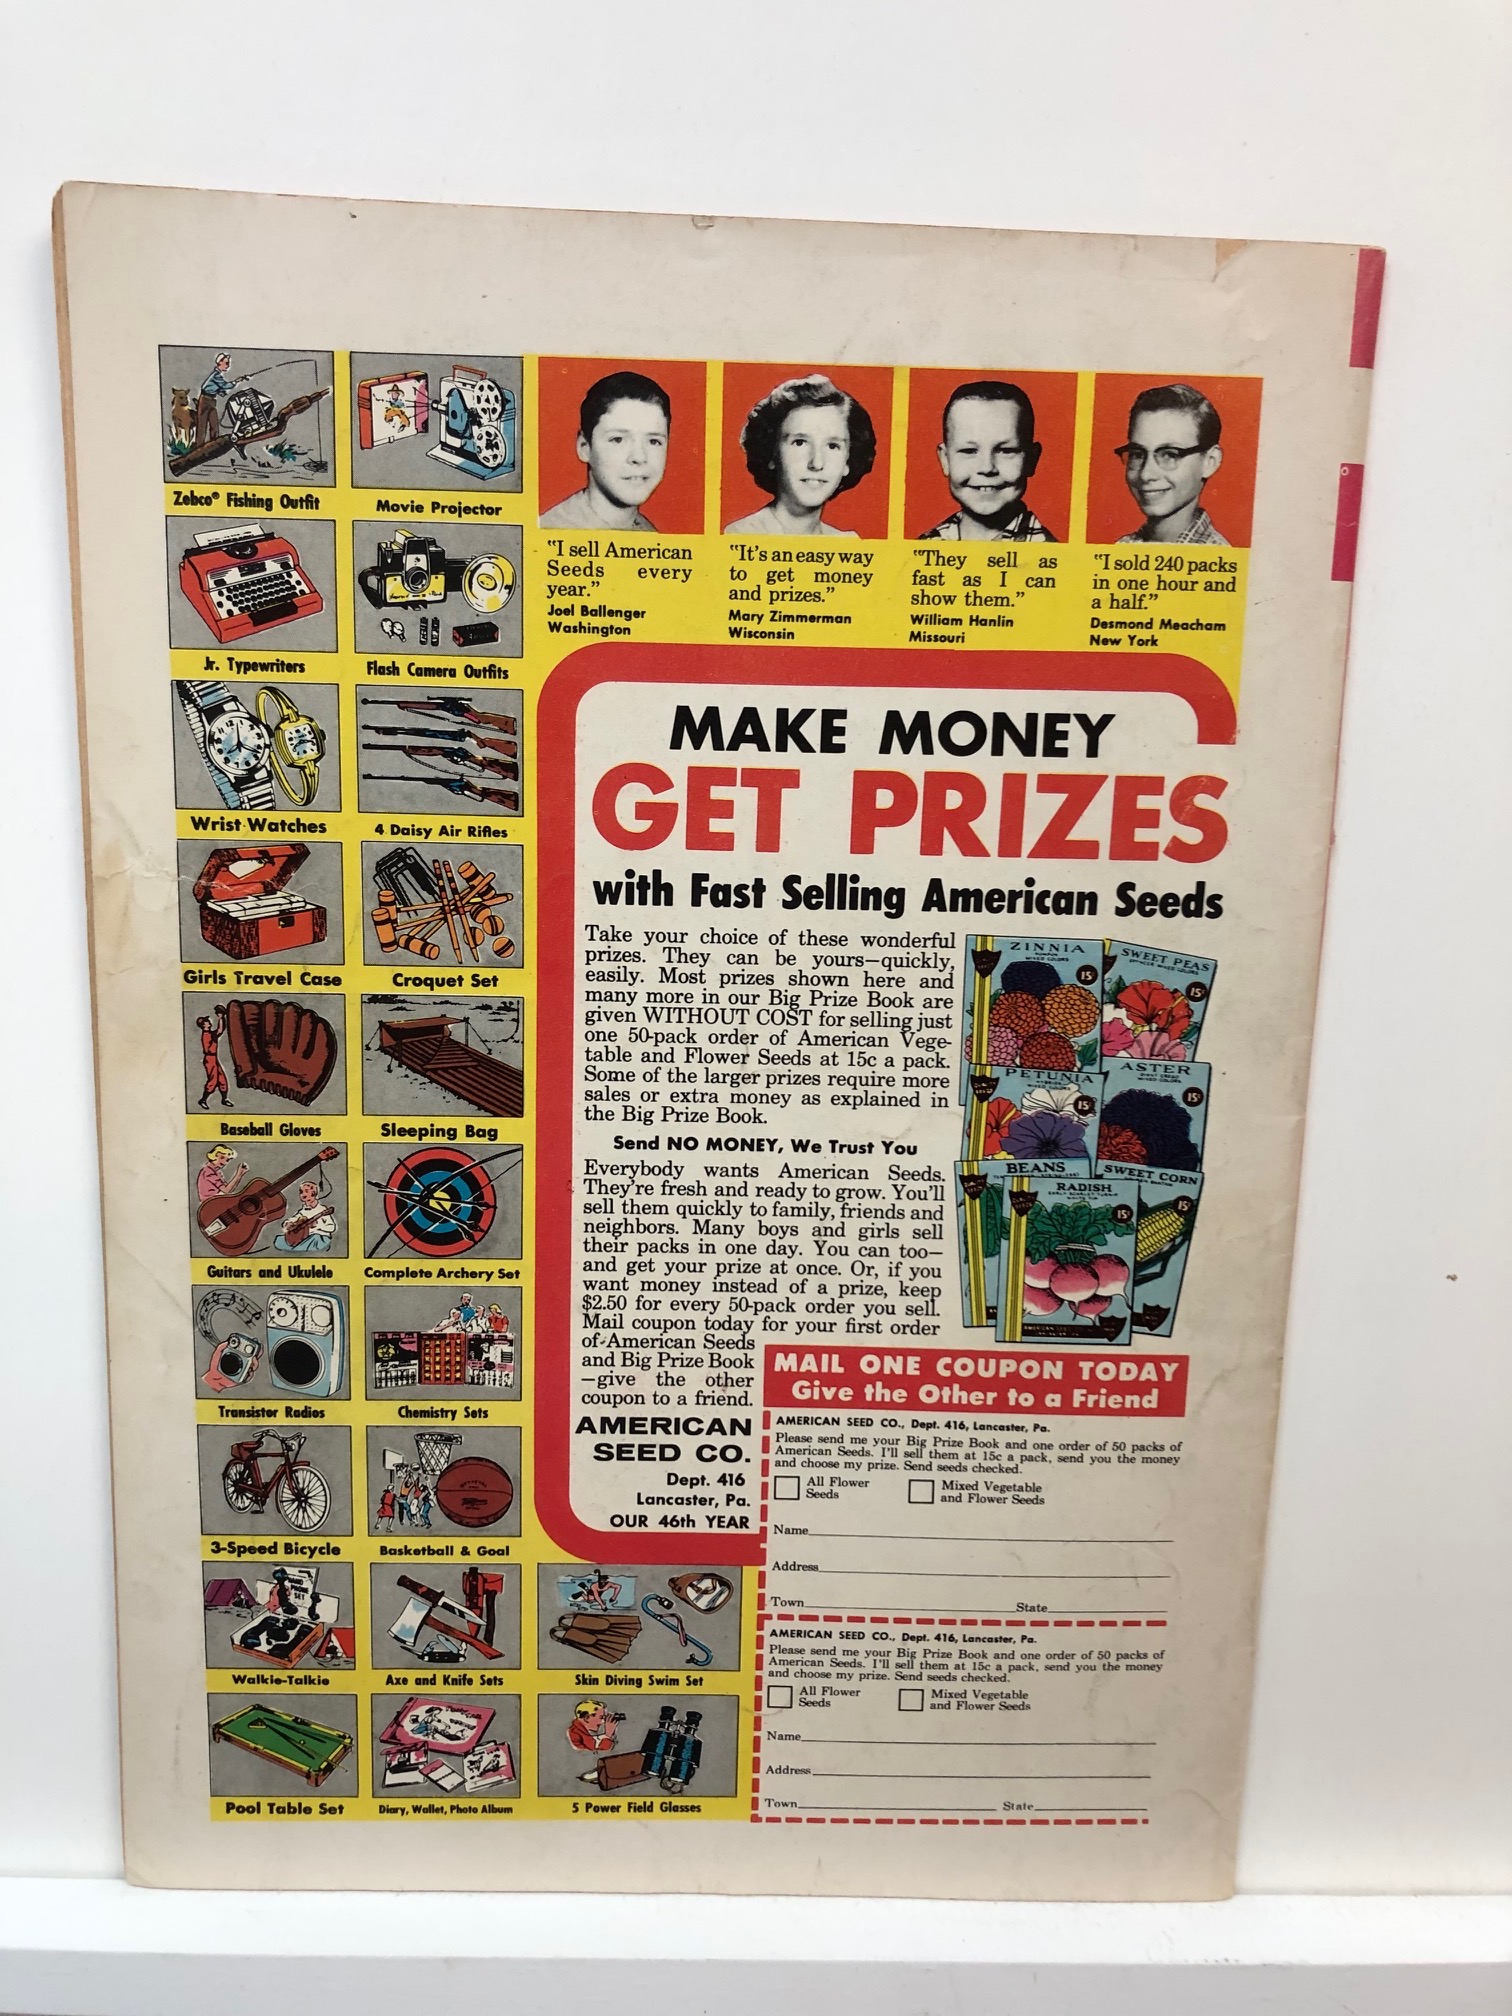 Zebco® Fishing Outfit
Movie Projector
Jr. Typewriters
Flash Camera Outfits
Wrist Watches
4 Daisy Air Rifles
Girls Travel Case
Croquet Set
Baseball Gloves
Sleeping Bag
Guitars and Ukulele
Complete Archery Set
Transistor Radios
Chemistry Sets
3-Speed Bicycle
Basketball & Goal
HAND
PHONE
SET
Walkie-Talkie
Axe and Knife Sets
Skin Diving Swim Set
Pool Table Set
Diary, Wallet, Photo Album
5 Power Field Glasses
"I sell American
Seeds every
year."
Joel Ballenger
Washington
"It's an easy way
to get money
and prizes."
Mary Zimmerman
Wisconsin
"They sell as
fast as I can
show them."
William Hanlin
Missouri
"I sold 240 packs
in one hour and
a half."
Desmond Meacham
New York
MAKE MONEY
GET PRIZES
with Fast Selling American Seeds
Take your choice of these wonderful
prizes. They can be yours—quickly,
easily. Most prizes shown here and
many more in our Big Prize Book are
given WITHOUT COST for selling just
one 50-pack order of American Vege-
table and Flower Seeds at 15c a pack.
Some of the larger prizes require more
sales or extra money as explained in
the Big Prize Book.
Send NO MONEY, We Trust You
Everybody wants American Seeds.
They're fresh and ready to grow. You'll
sell them quickly to family, friends and
neighbors. Many boys and girls sell
their packs in one day. You can too—
and get your prize at once. Or, if you
want money instead of a prize, keep
$2.50 for every 50-pack order you sell.
Mail coupon today for your first order
of American Seeds
and Big Prize Book
—give the other
coupon to a friend.
AMERICAN
SEED CO.
Dept. 416
Lancaster, Pa.
OUR 46th YEAR
ZINNIA
MIXED COLORS
15¢
SWEET PEAS
MIXED COLORS
15¢
PETUNIA
MIXED COLORS
15¢
ASTER
MIXED COLORS
15¢
BEANS
SWEET CORN
15¢
RADISH
15¢
MAIL ONE COUPON TODAY
Give the Other to a Friend
AMERICAN SEED CO., Dept. 416, Lancaster, Pa.
Please send me your Big Prize Book and one order of 50 packs of
American Seeds. I'll sell them at 15c a pack, send you the money
and choose my prize. Send seeds checked.
All Flower
Seeds
Mixed Vegetable
and Flower Seeds
Name
Address
Town State
AMERICAN SEED CO., Dept. 416, Lancaster, Pa.
Please send me your Big Prize Book and one order of 50 packs of
American Seeds. I'll sell them at 15c a pack, send you the money
and choose my prize. Send seeds checked.
All Flower
Seeds
Mixed Vegetable
and Flower Seeds
Name
Address
Town State